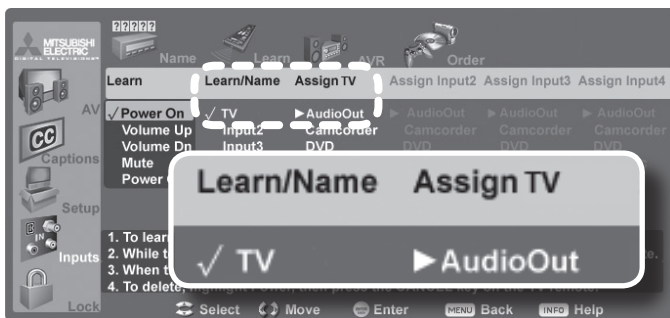 MITSUBISHI
ELECTRIC
DIGITAL TELEVISIONS
?????
Name Learn AVR Order
Learn Learn/Name Assign TV Assign Input2 Assign Input3 Assign Input4
AV
√ Power On √ TV ►AudioOut ► AudioOut ► AudioOut ► AudioOut
Volume Up Input2 Camcorder Camcorder Camcorder Camcorder
Volume Dn Input3 DVD DVD DVD DVD
CC
Captions
Mute
Power
Learn/Name Assign TV
√ TV ►AudioOut
Setup
IN
Inputs
1. To lear
2. While t
3. When t
4. To delete,
Lock
Select Move Enter MENU Back INFO Help